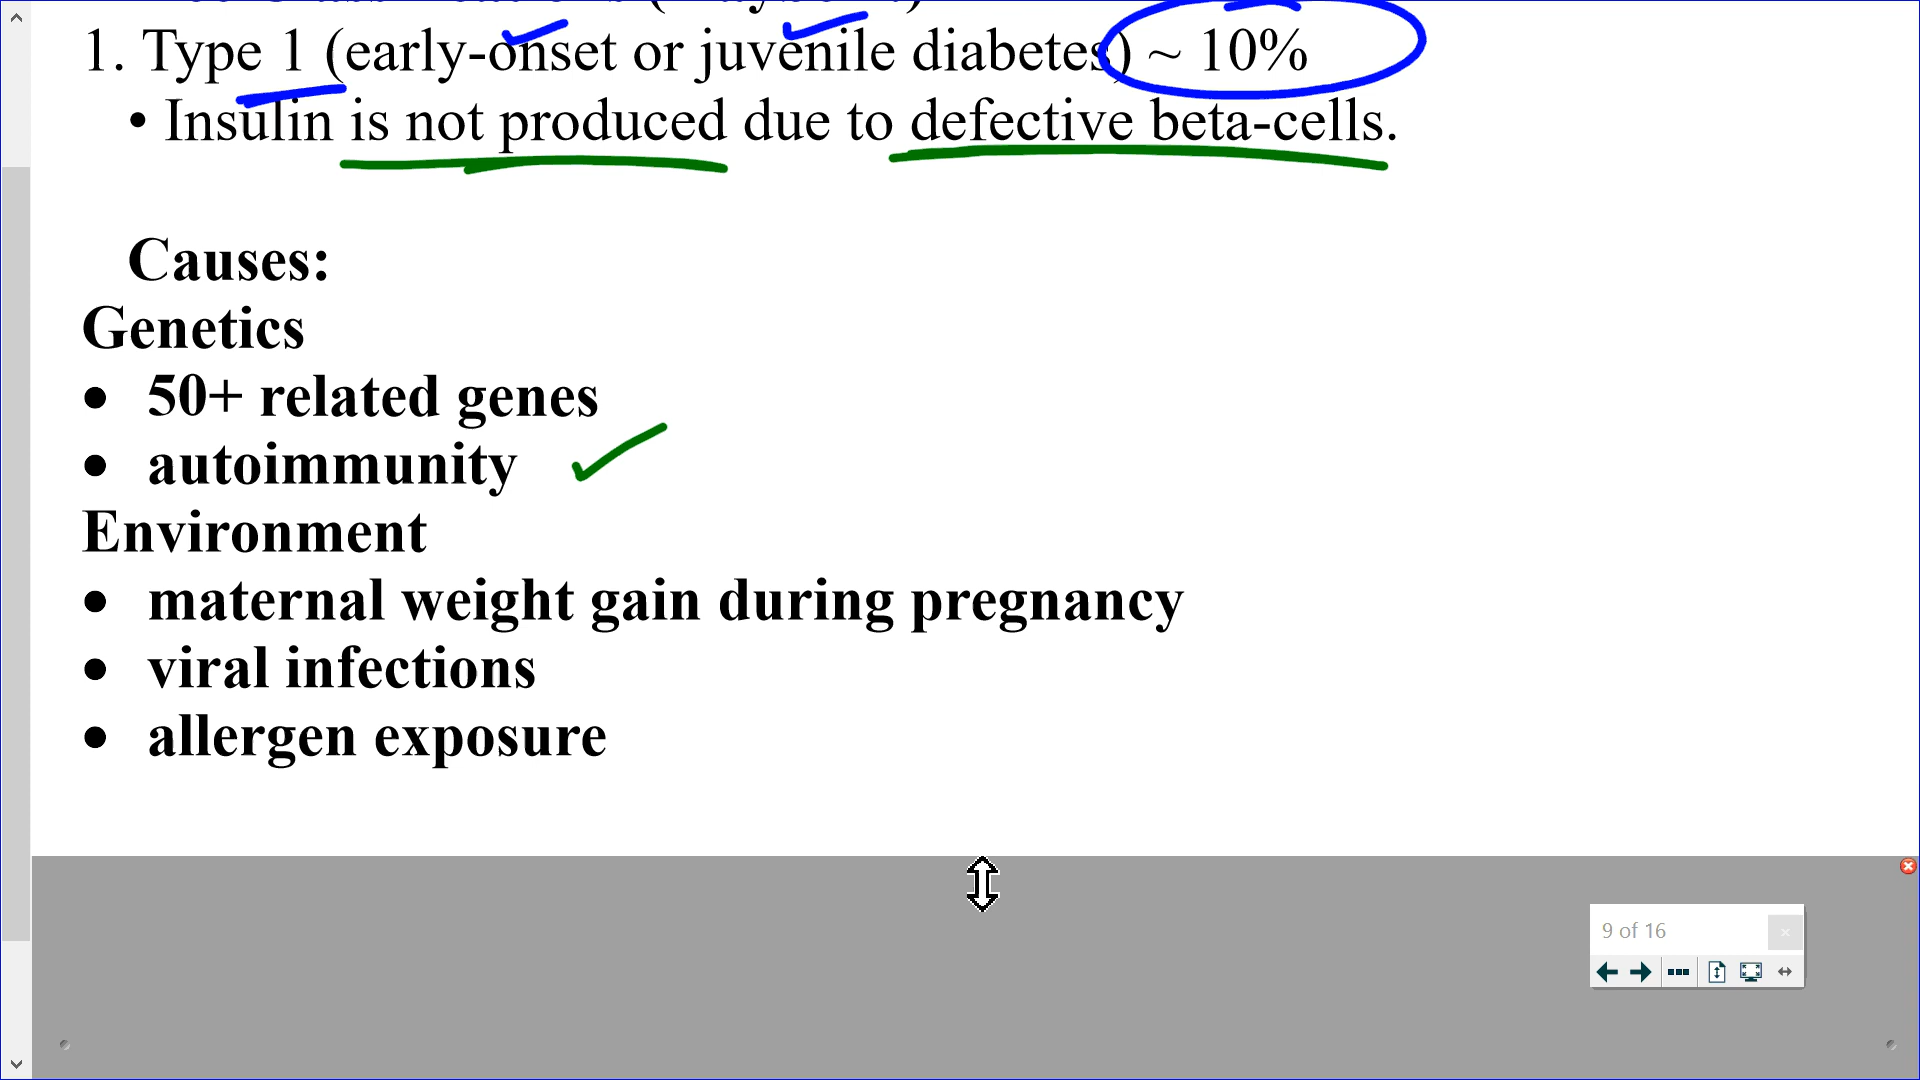 1. Type 1 (early-onset or juvenile diabetes) ~ 10%
• Insulin is not produced due to defective beta-cells.
Causes:
Genetics
• 50+ related genes
• autoimmunity
Environment
• maternal weight gain during pregnancy
• viral infections
• allergen exposure
9 of 16